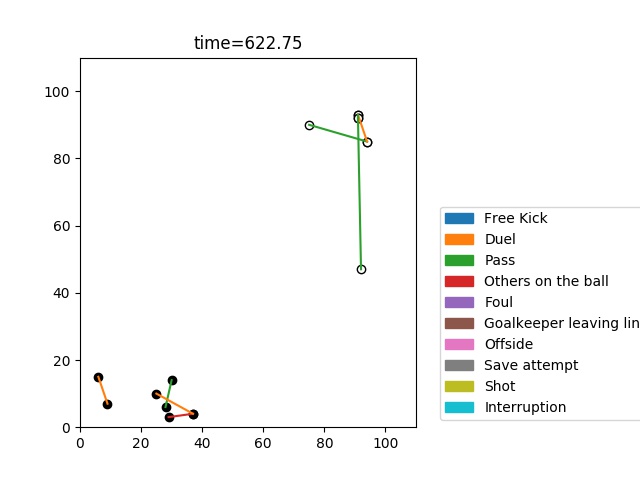 time=622.75
100
80
60
40
20
0
0 20 40 60 80 100
Free Kick
Duel
Pass
Others on the ball
Foul
Goalkeeper leaving lin
Offside
Save attempt
Shot
Interruption